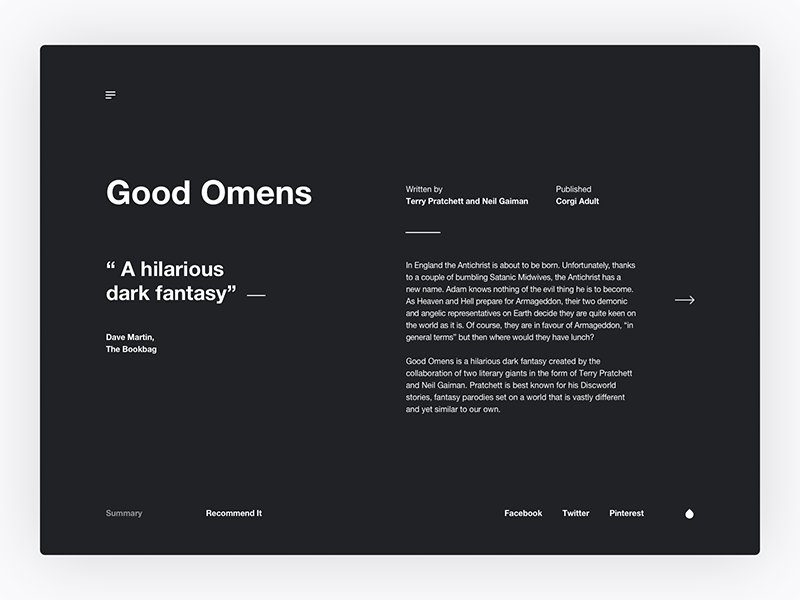 Good Omens
“ A hilarious
dark fantasy” —
Dave Martin,
The Bookbag
Written by
Terry Pratchett and Neil Gaiman
Published
Corgi Adult
In England the Antichrist is about to be born. Unfortunately, thanks
to a couple of bumbling Satanic Midwives, the Antichrist has a
new name. Adam knows nothing of the evil thing he is to become.
As Heaven and Hell prepare for Armageddon, their two demonic
and angelic representatives on Earth decide they are quite keen on
the world as it is. Of course, they are in favour of Armageddon, “in
general terms” but then where would they have lunch?
Good Omens is a hilarious dark fantasy created by the
collaboration of two literary giants in the form of Terry Pratchett
and Neil Gaiman. Pratchett is best known for his Discworld
stories, fantasy parodies set on a world that is vastly different
and yet similar to our own.
Summary
Recommend It
Facebook
Twitter
Pinterest